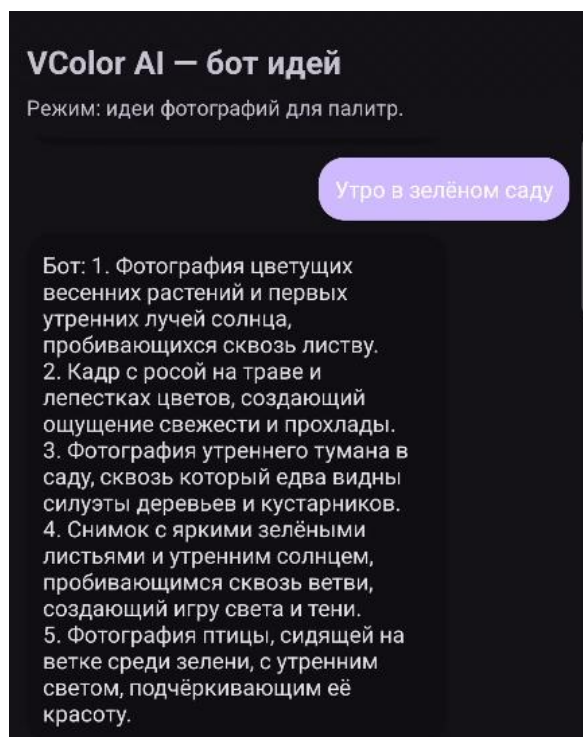 VColor AI — бот идей
Режим: идеи фотографий для палитр.
Утро в зелёном саду
Бот: 1. Фотография цветущих
весенних растений и первых
утренних лучей солнца,
пробивающихся сквозь листву.
2. Кадр с росой на траве и
лепестках цветов, создающий
ощущение свежести и прохлады.
3. Фотография утреннего тумана в
саду, сквозь который едва видны
силуэты деревьев и кустарников.
4. Снимок с яркими зелёными
листьями и утренним солнцем,
пробивающимся сквозь ветви,
создающий игру света и тени.
5. Фотография птицы, сидящей на
ветке среди зелени, с утренним
светом, подчёркивающим её
красоту.